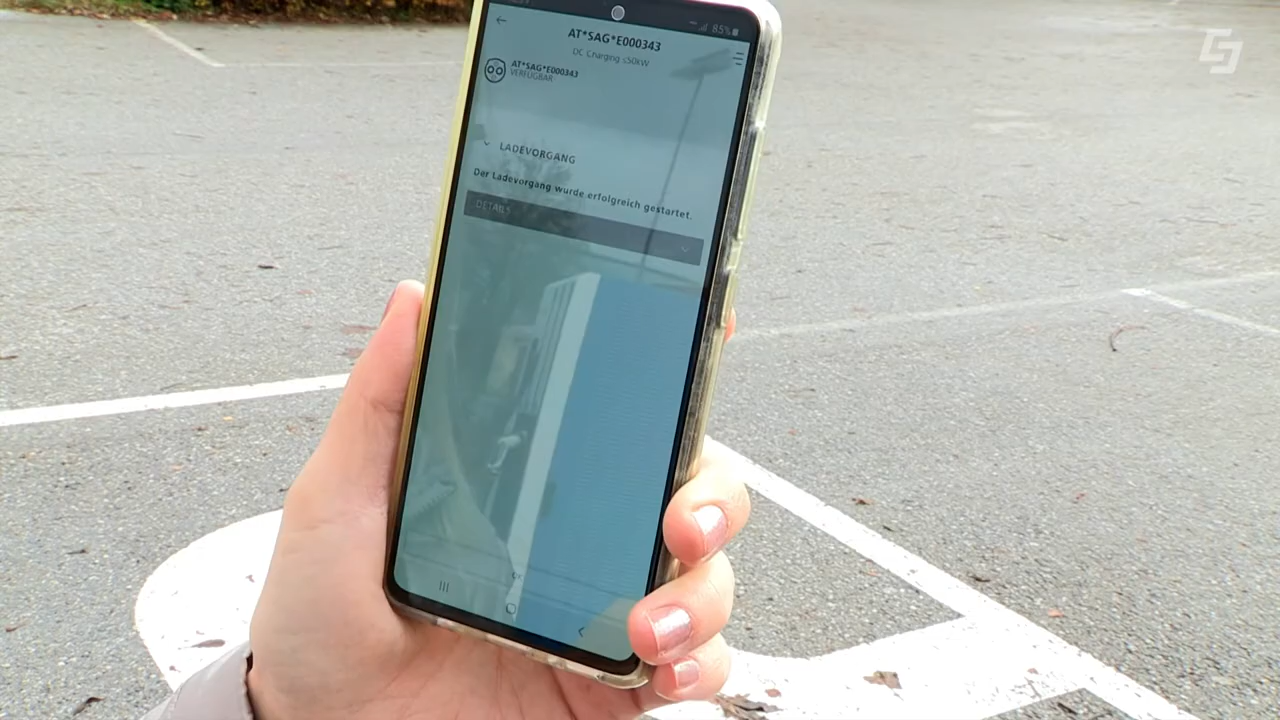 85%
AT*SAG*E000343
DC Charging ≤50kW
AT*SAG*E000343
VERFÜGBAR
LADEVORGANG
Der Ladevorgang wurde erfolgreich gestartet.
DETAILS